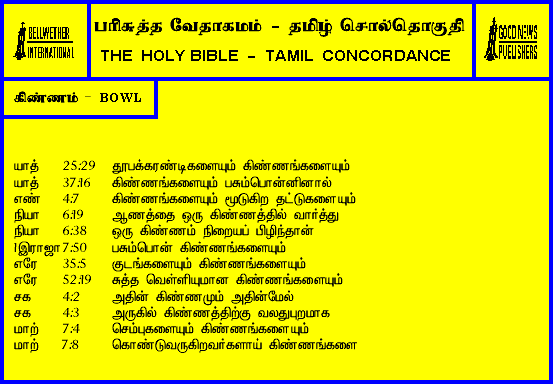 BELLWETHER
INTERNATIONAL
பரிசுத்த வேதாகமம் - தமிழ் சொல்தொகுதி
THE HOLY BIBLE - TAMIL CONCORDANCE
GOOD NEWS
PUBLISHERS
கிண்ணம் - BOWL
யாத் 25:29 தூபக்கரண்டிகளையும் கிண்ணங்களையும்
யாத் 37:16 கிண்ணங்களையும் பசும்பொன்னினால்
எண் 4:7 கிண்ணங்களையும் மூடுகிற தட்டுகளையும்
நியா 6:19 ஆணத்தை ஒரு கிண்ணத்தில் வார்த்து
நியா 6:38 ஒரு கிண்ணம் நிறையப் பிழிந்தான்
1இராஜா 7:50 பசும்பொன் கிண்ணங்களையும்
எரே 35:5 குடங்களையும் கிண்ணங்களையும்
எரே 52:19 சுத்த வெள்ளியுமான கிண்ணங்களையும்
சக 4:2 அதின் கிண்ணமும் அதின்மேல்
சக 4:3 அருகில் கிண்ணத்திற்கு வலதுபுறமாக
மாற் 7:4 செம்புகளையும் கிண்ணங்களையும்
மாற் 7:8 கொண்டுவருகிறவர்களாய் கிண்ணங்களை